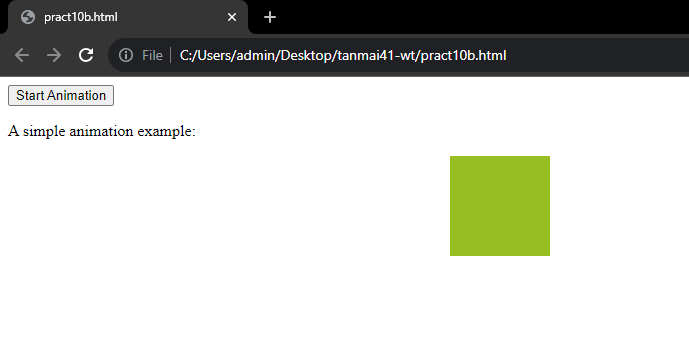 pract10b.html
File C:/Users/admin/Desktop/tanmai41-wt/pract10b.html
Start Animation
A simple animation example: